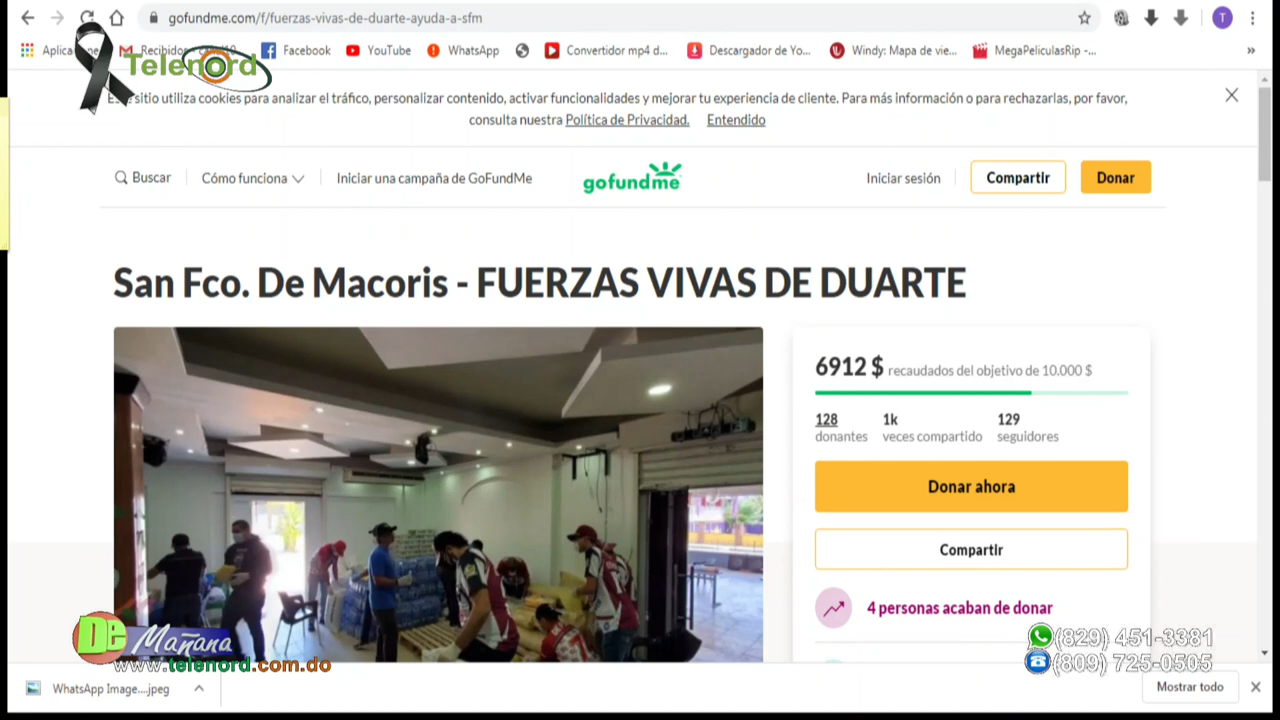 gofundme.com/f/fuerzas-vivas-de-duarte-ayuda-a-sfm
Facebook
YouTube
WhatsApp
Convertidor mp4 d...
Descargador de Yo...
Windy: Mapa de vie...
MegaPeliculasRip -...
»
T
Telenord
sitio utiliza cookies para analizar el tráfico, personalizar contenido, activar funcionalidades y mejorar tu experiencia de cliente. Para más información o para rechazarlas, por favor,
consulta nuestra Política de Privacidad. Entendido
Buscar
Cómo funciona
Iniciar una campaña de GoFundMe
gofundme
Iniciar sesión
Compartir
Donar
San Fco. De Macoris - FUERZAS VIVAS DE DUARTE
6912 $ recaudados del objetivo de 10.000 $
128 1k 129
donantes veces compartido seguidores
Donar ahora
Compartir
4 personas acaban de donar
De Mañana
www.telenord.com.do
(829) 451-3381
(809) 725-0505
WhatsApp Image....jpeg
Mostrar todo